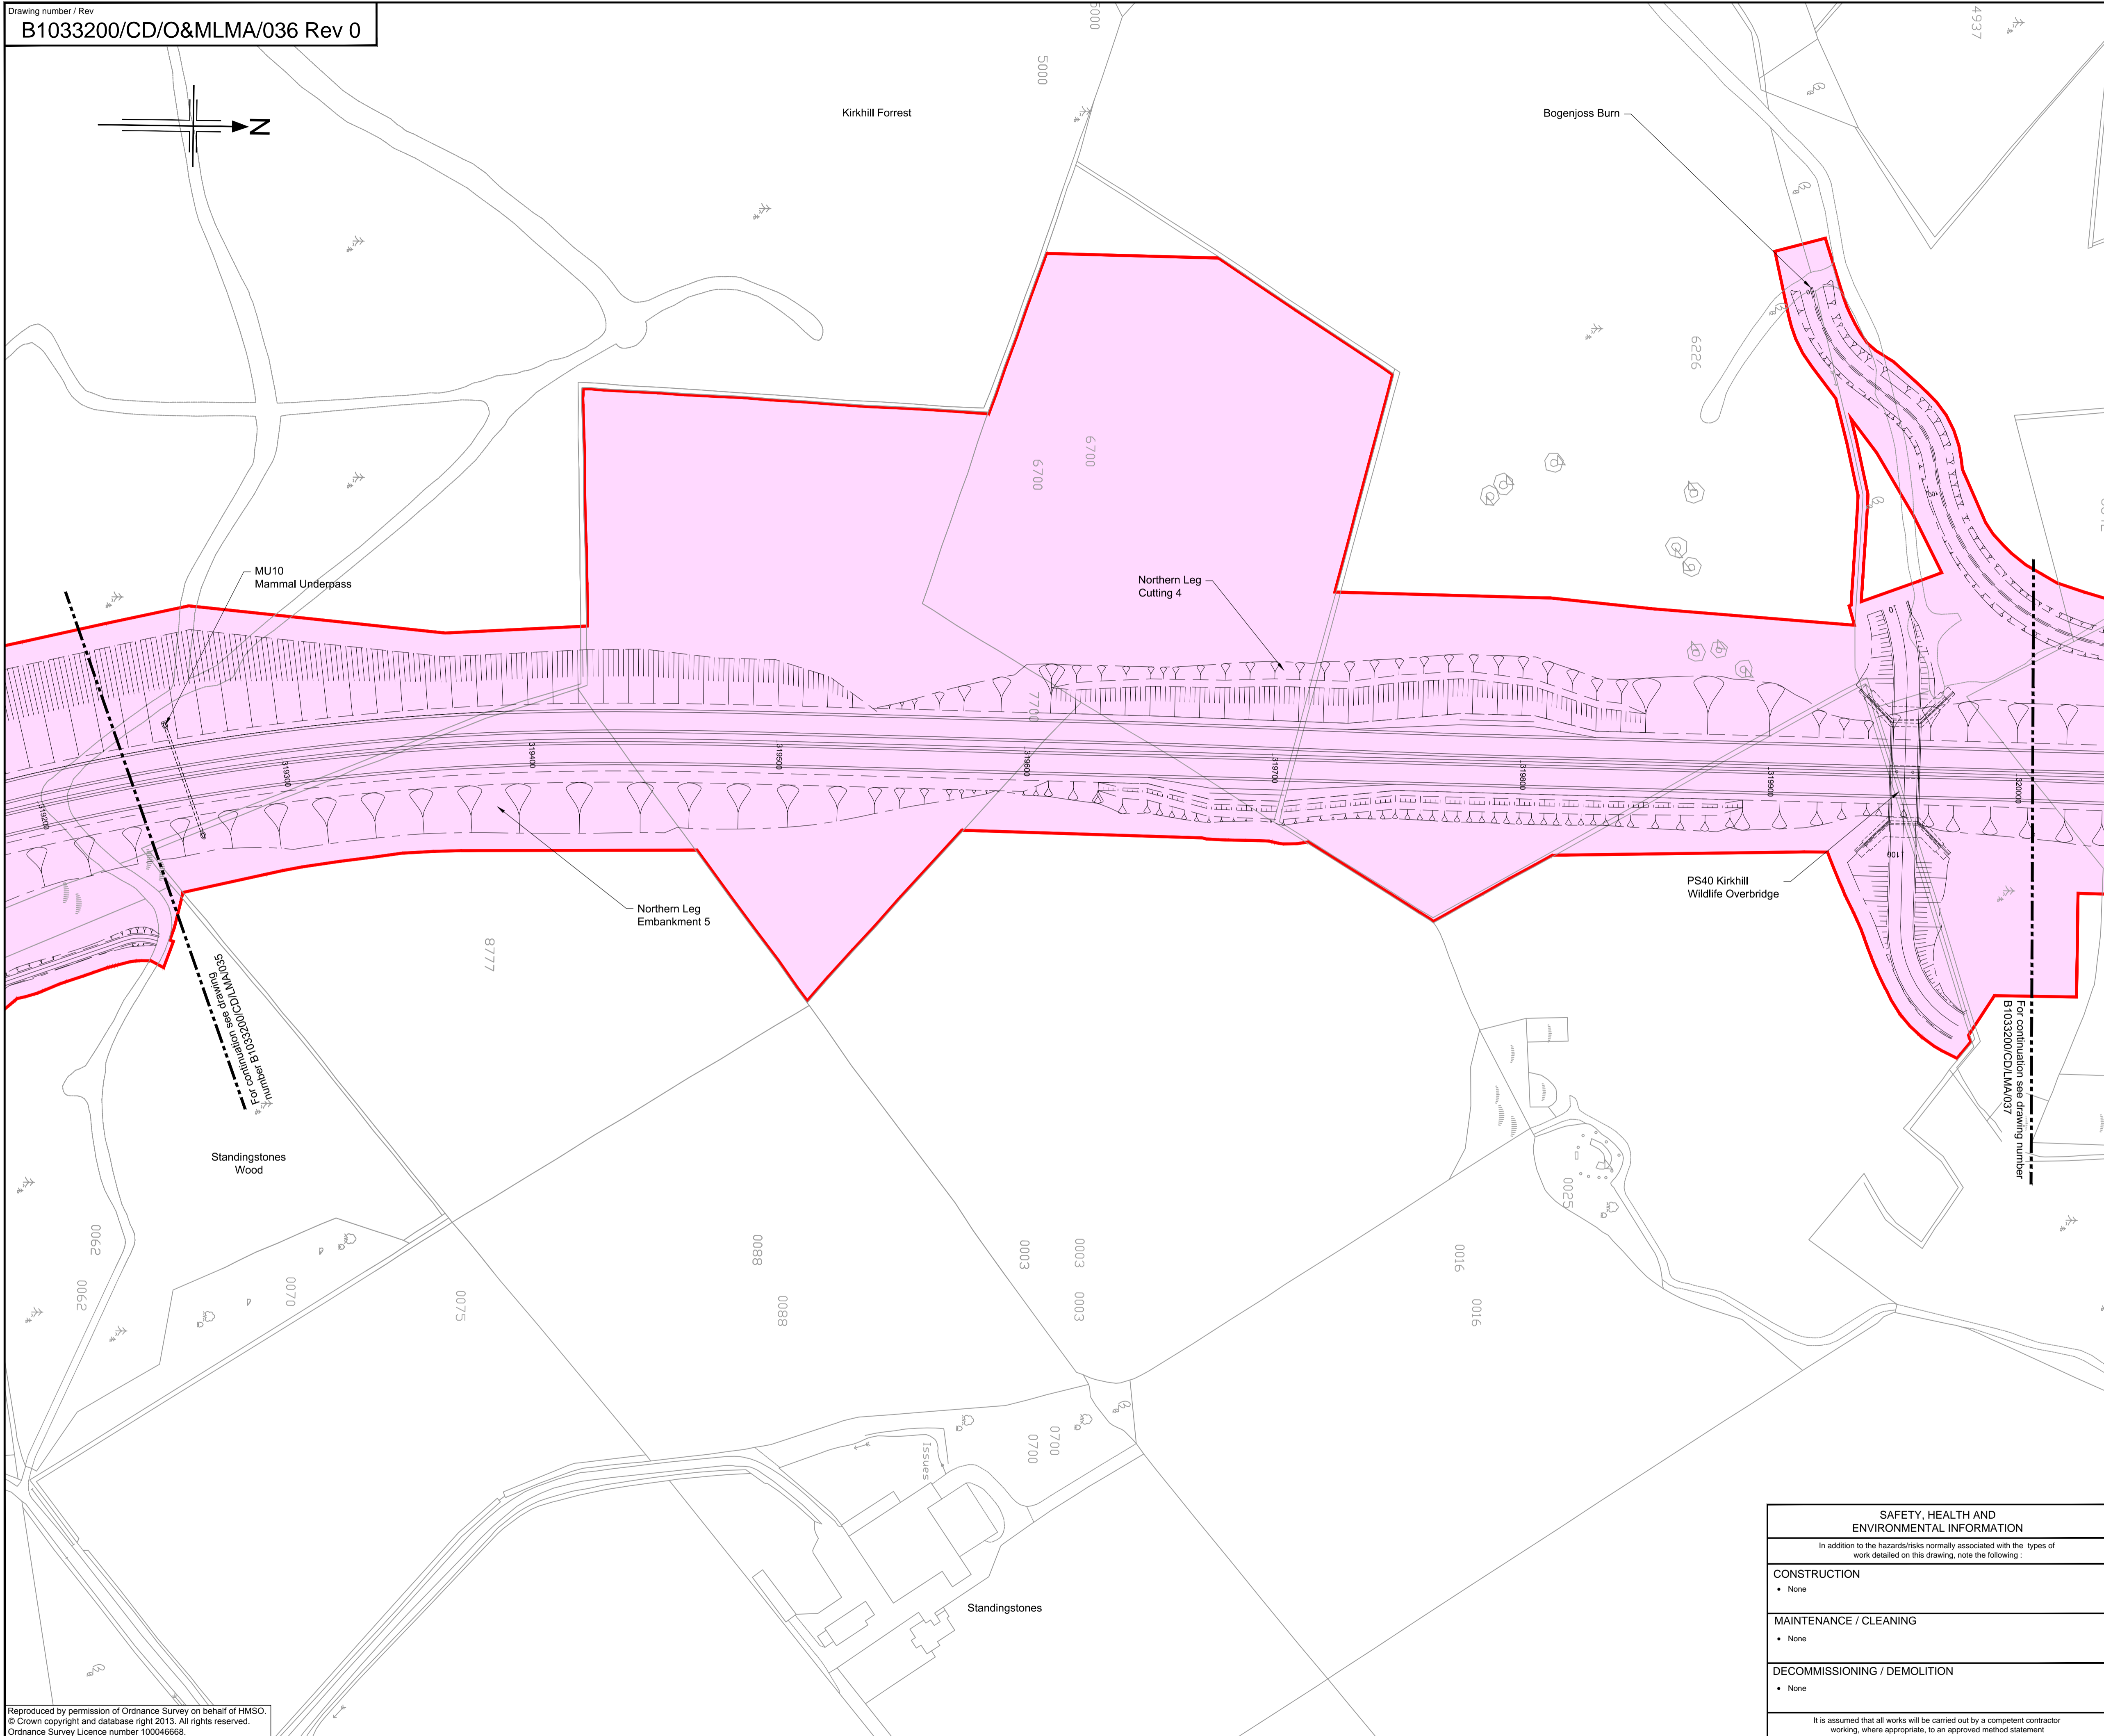 Drawing number / Rev
B1033200/CD/O&MLMA/036 Rev 0
N
5000
5000
4937
Kirkhill Forrest
Bogenjoss Burn
6226
6700
6700
7700
MU10
Mammal Underpass
Northern Leg
Cutting 4
0
100
0
100
319200
319300
319400
319500
319600
319700
319800
319900
320000
Northern Leg
Embankment 5
PS40 Kirkhill
Wildlife Overbridge
8777
For continuation see drawing
number B1033200/CD/LMA/035
For continuation see drawing number
B1033200/CD/LMA/037
Standingstones
Wood
0062
0062
0070
0075
0088
0088
0003
0003
0003
0016
0016
0025
0700
0700
Issues
Standingstones
SAFETY, HEALTH AND
ENVIRONMENTAL INFORMATION
In addition to the hazards/risks normally associated with the types of
work detailed on this drawing, note the following :
CONSTRUCTION
• None
MAINTENANCE / CLEANING
• None
DECOMMISSIONING / DEMOLITION
• None
It is assumed that all works will be carried out by a competent contractor
working, where appropriate, to an approved method statement
Reproduced by permission of Ordnance Survey on behalf of HMSO.
© Crown copyright and database right 2013. All rights reserved.
Ordnance Survey Licence number 100046668.